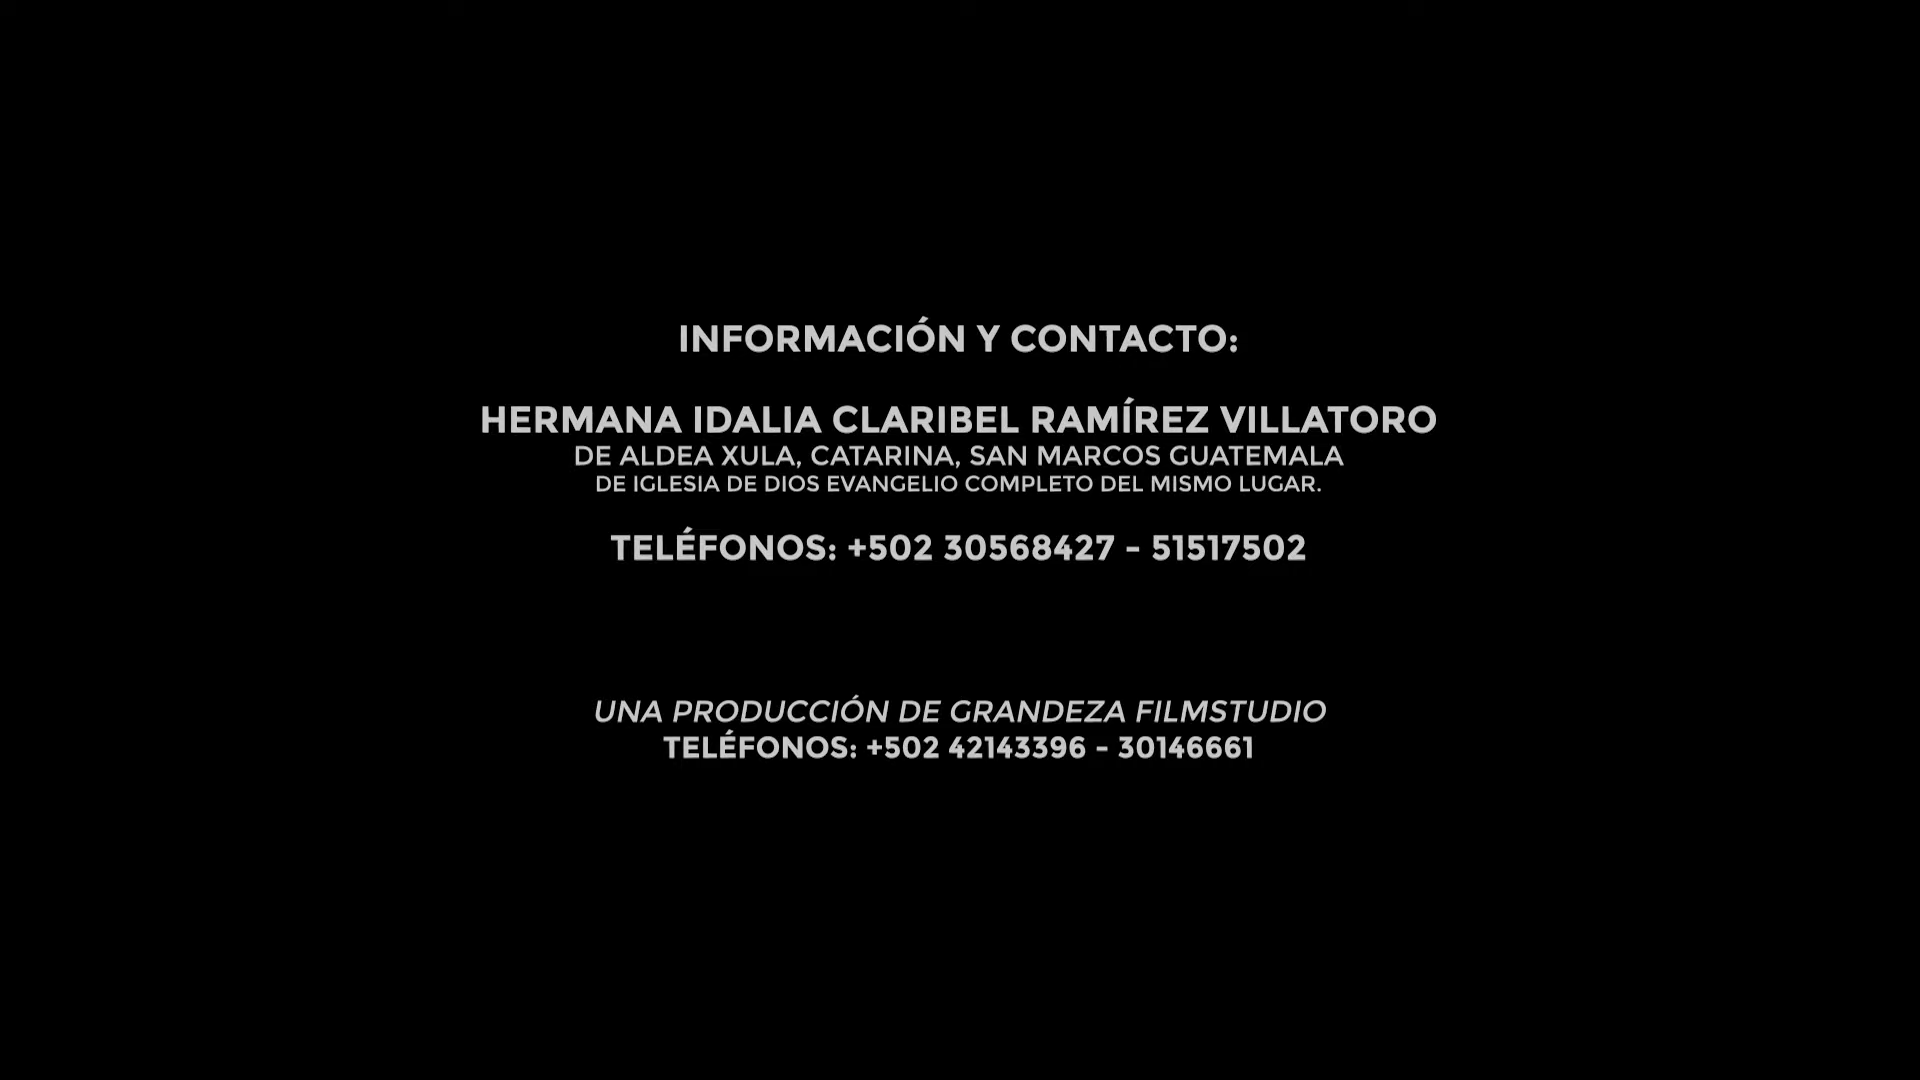 INFORMACIÓN Y CONTACTO:
HERMANA IDALIA CLARIBEL RAMÍREZ VILLATORO
DE ALDEA XULA, CATARINA, SAN MARCOS GUATEMALA
DE IGLESIA DE DIOS EVANGELIO COMPLETO DEL MISMO LUGAR.
TELÉFONOS: +502 30568427 - 51517502
UNA PRODUCCIÓN DE GRANDEZA FILMSTUDIO
TELÉFONOS: +502 42143396 - 30146661